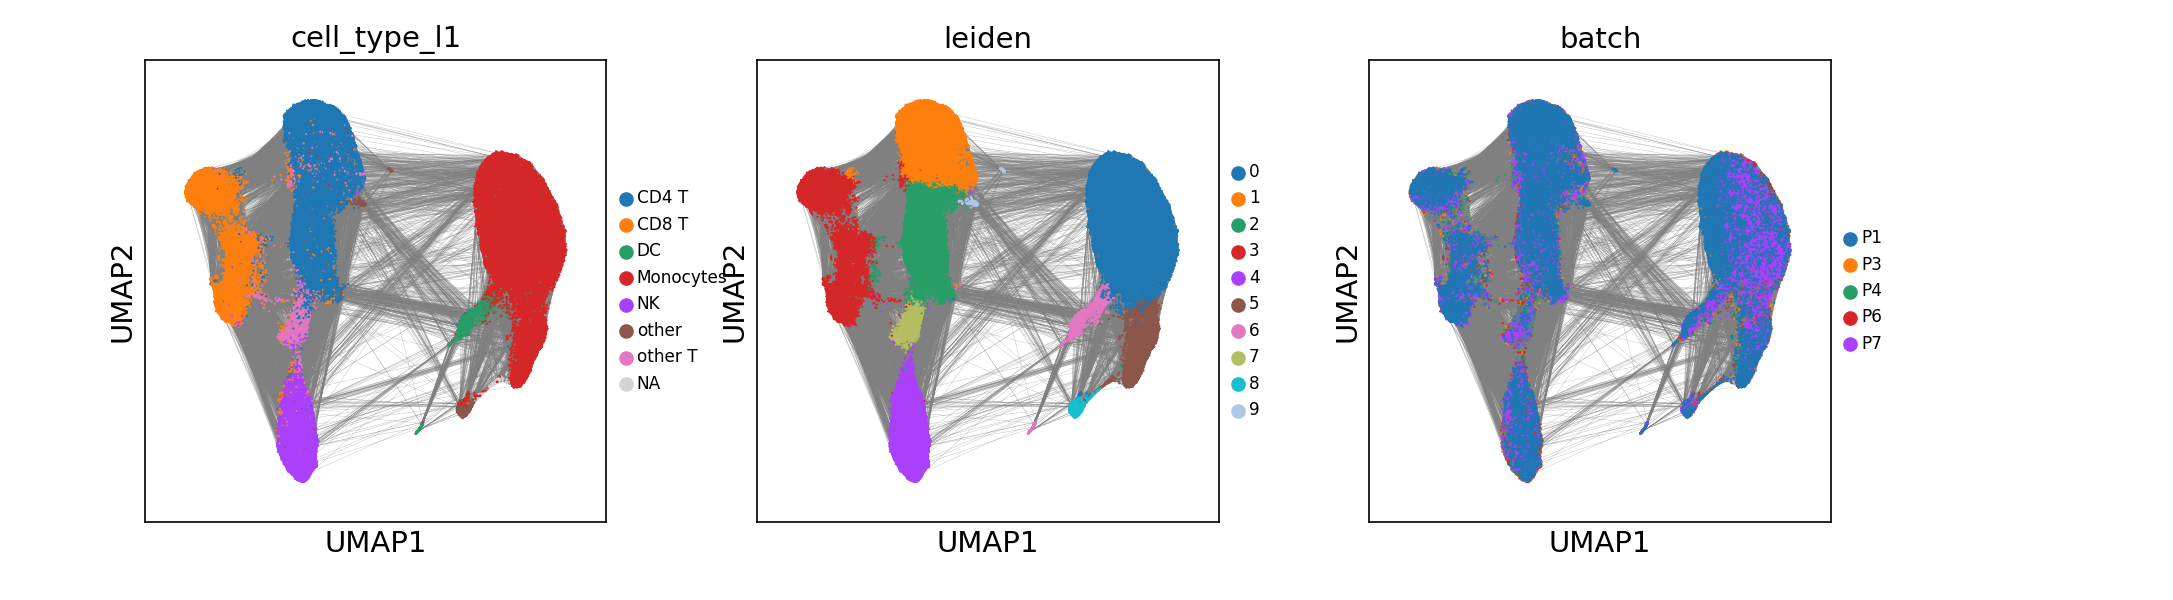 cell_type_l1
UMAP2
UMAP1
CD4 T
CD8 T
DC
Monocytes
NK
other
other T
NA
leiden
UMAP2
UMAP1
0
1
2
3
4
5
6
7
8
9
batch
UMAP2
UMAP1
P1
P3
P4
P6
P7